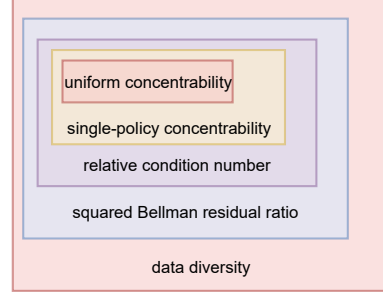 uniform concentrability
single-policy concentrability
relative condition number
squared Bellman residual ratio
data diversity